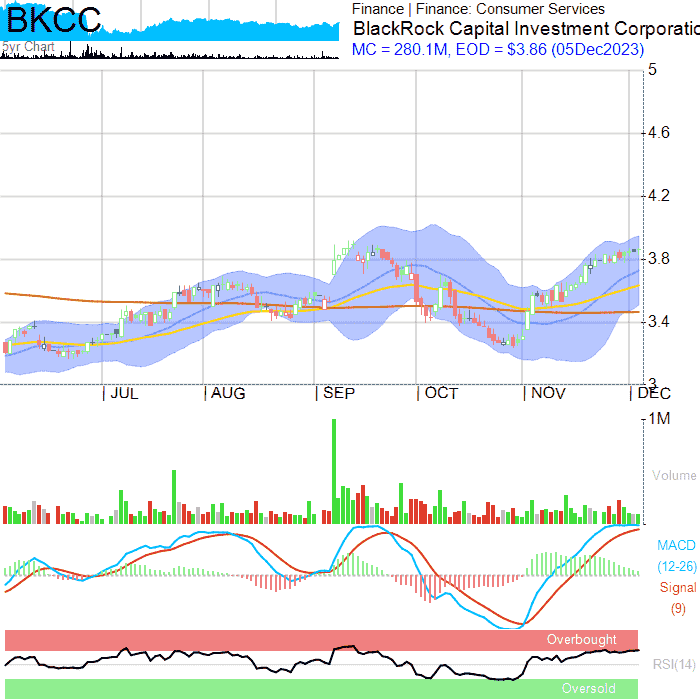 BKCC
5yr Chart
Finance | Finance: Consumer Services
BlackRock Capital Investment Corporatio
MC = 280.1M, EOD = $3.86 (05Dec2023)
5
4.6
4.2
3.8
3.4
3
JUL AUG SEP OCT NOV DEC
1M
Volume
MACD
(12-26)
Signal
(9)
Overbought
RSI(14)
Oversold